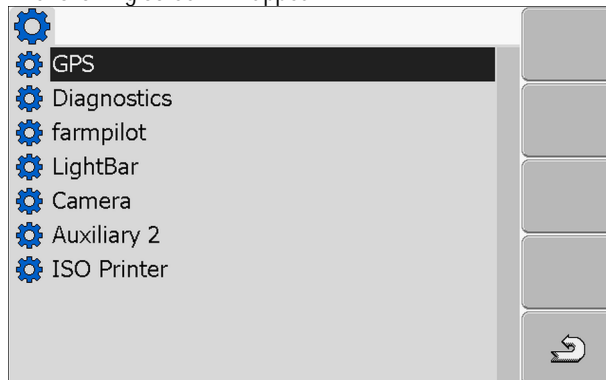 GPS
Diagnostics
farmpilot
LightBar
Camera
Auxiliary 2
ISO Printer